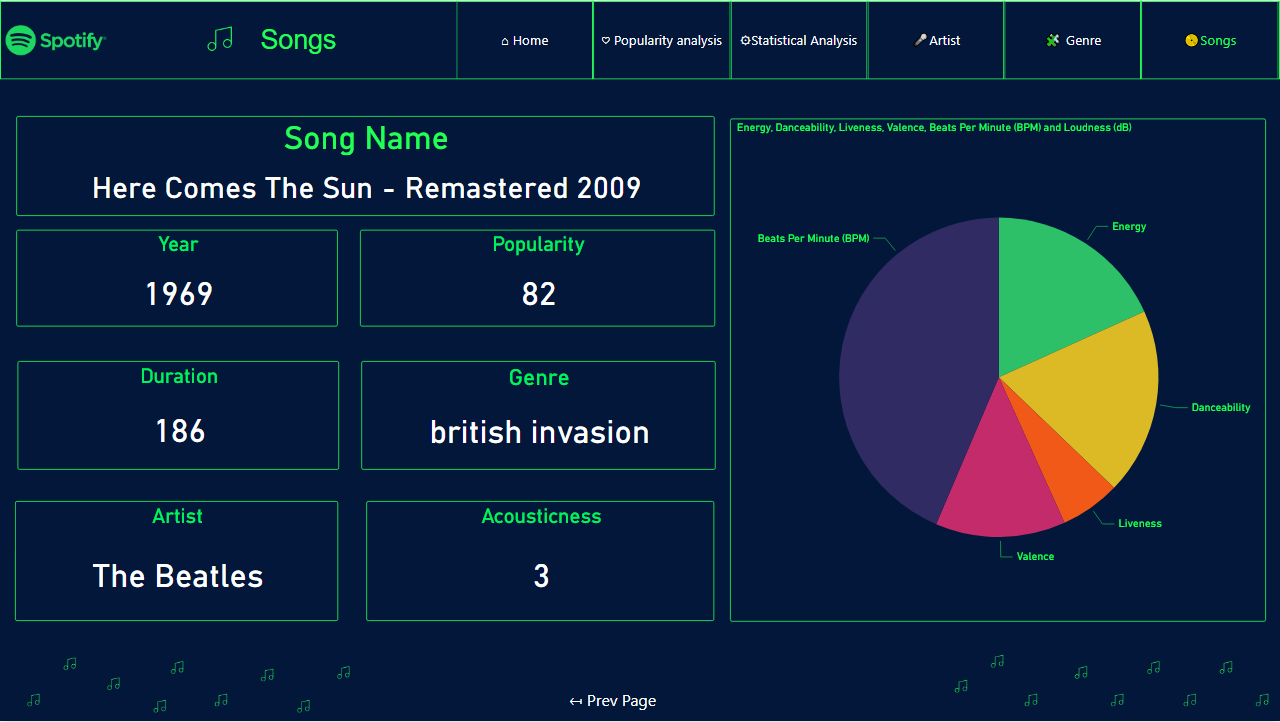 Spotify
Songs
Home
Popularity analysis
Statistical Analysis
Artist
Genre
Songs
Song Name
Here Comes The Sun - Remastered 2009
Year
1969
Popularity
82
Duration
186
Genre
british invasion
Artist
The Beatles
Acousticness
3
Energy, Danceability, Liveness, Valence, Beats Per Minute (BPM) and Loudness (dB)
Energy
Beats Per Minute (BPM)
Danceability
Liveness
Valence
↤ Prev Page